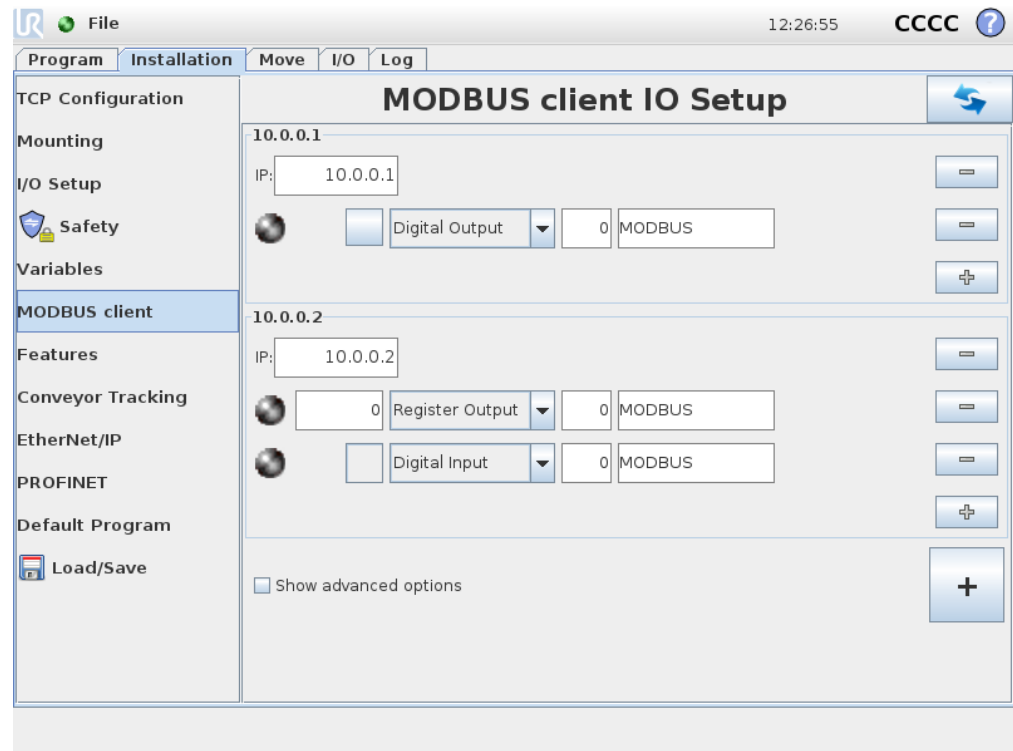 UR File 12:26:55 CCCC ?
Program Installation Move I/O Log
TCP Configuration
Mounting
I/O Setup
Safety
Variables
MODBUS client
Features
Conveyor Tracking
EtherNet/IP
PROFINET
Default Program
Load/Save
MODBUS client IO Setup
10.0.0.1
IP: 10.0.0.1
Digital Output 0 MODBUS
10.0.0.2
IP: 10.0.0.2
0 Register Output 0 MODBUS
Digital Input 0 MODBUS
Show advanced options
+